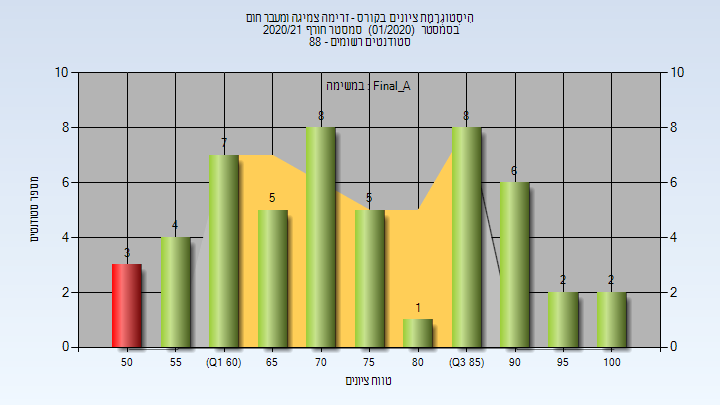 היסטוגרמת ציונים בקורס - זרימה צמיגה ומעבר חום
בסמסטר (01/2020) סמסטר חורף 2020/21
סטודנטים רשומים - 88
במשימה : Final_A
מספר סטודנטים
10 8 6 4 2 0
10 8 6 4 2 0
3 4 7 5 8 5 1 8 6 2 2
50 55 (Q1 60) 65 70 75 80 (Q3 85) 90 95 100
טווח ציונים